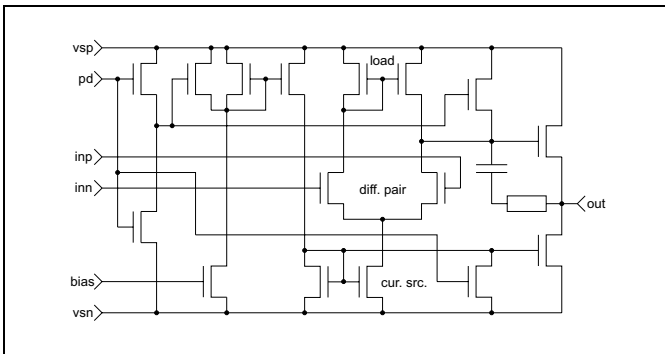 vsp
load
pd
inp
inn
diff. pair
out
bias
cur. src.
vsn